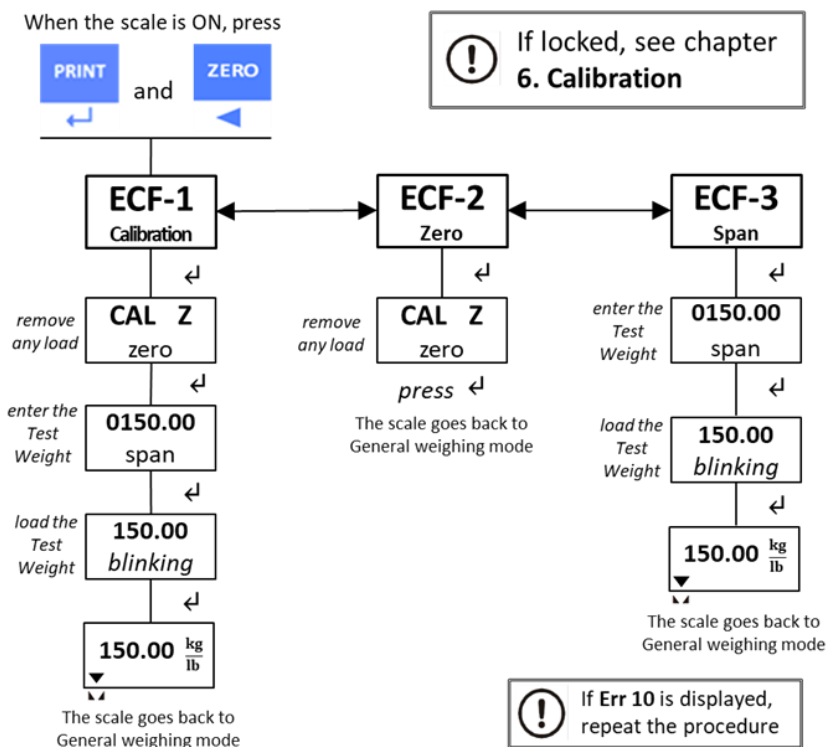 When the scale is ON, press
PRINT
and
ZERO
If locked, see chapter
6. Calibration
ECF-1
Calibration
ECF-2
Zero
ECF-3
Span
remove
any load
CAL Z
zero
enter the
Test
Weight
0150.00
span
load the
Test
Weight
150.00
blinking
150.00 kg
lb
The scale goes back to
General weighing mode
remove
any load
CAL Z
zero
press
The scale goes back to
General weighing mode
enter the
Test
Weight
0150.00
span
load the
Test
Weight
150.00
blinking
150.00 kg
lb
The scale goes back to
General weighing mode
If Err 10 is displayed,
repeat the procedure